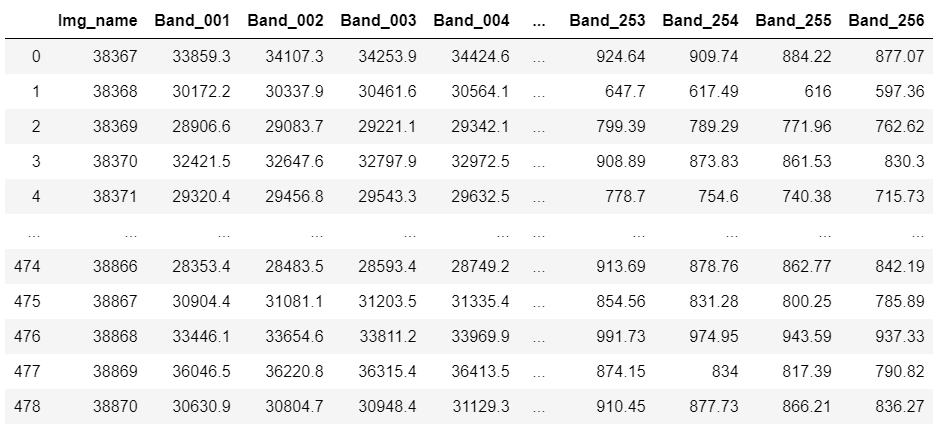 Img_name Band_001 Band_002 Band_003 Band_004 ... Band_253 Band_254 Band_255 Band_256
0 38367 33859.3 34107.3 34253.9 34424.6 ... 924.64 909.74 884.22 877.07
1 38368 30172.2 30337.9 30461.6 30564.1 ... 647.7 617.49 616 597.36
2 38369 28906.6 29083.7 29221.1 29342.1 ... 799.39 789.29 771.96 762.62
3 38370 32421.5 32647.6 32797.9 32972.5 ... 908.89 873.83 861.53 830.3
4 38371 29320.4 29456.8 29543.3 29632.5 ... 778.7 754.6 740.38 715.73
... ... ... ... ... ... ... ... ... ... ...
474 38866 28353.4 28483.5 28593.4 28749.2 ... 913.69 878.76 862.77 842.19
475 38867 30904.4 31081.1 31203.5 31335.4 ... 854.56 831.28 800.25 785.89
476 38868 33446.1 33654.6 33811.2 33969.9 ... 991.73 974.95 943.59 937.33
477 38869 36046.5 36220.8 36315.4 36413.5 ... 874.15 834 817.39 790.82
478 38870 30630.9 30804.7 30948.4 31129.3 ... 910.45 877.73 866.21 836.27